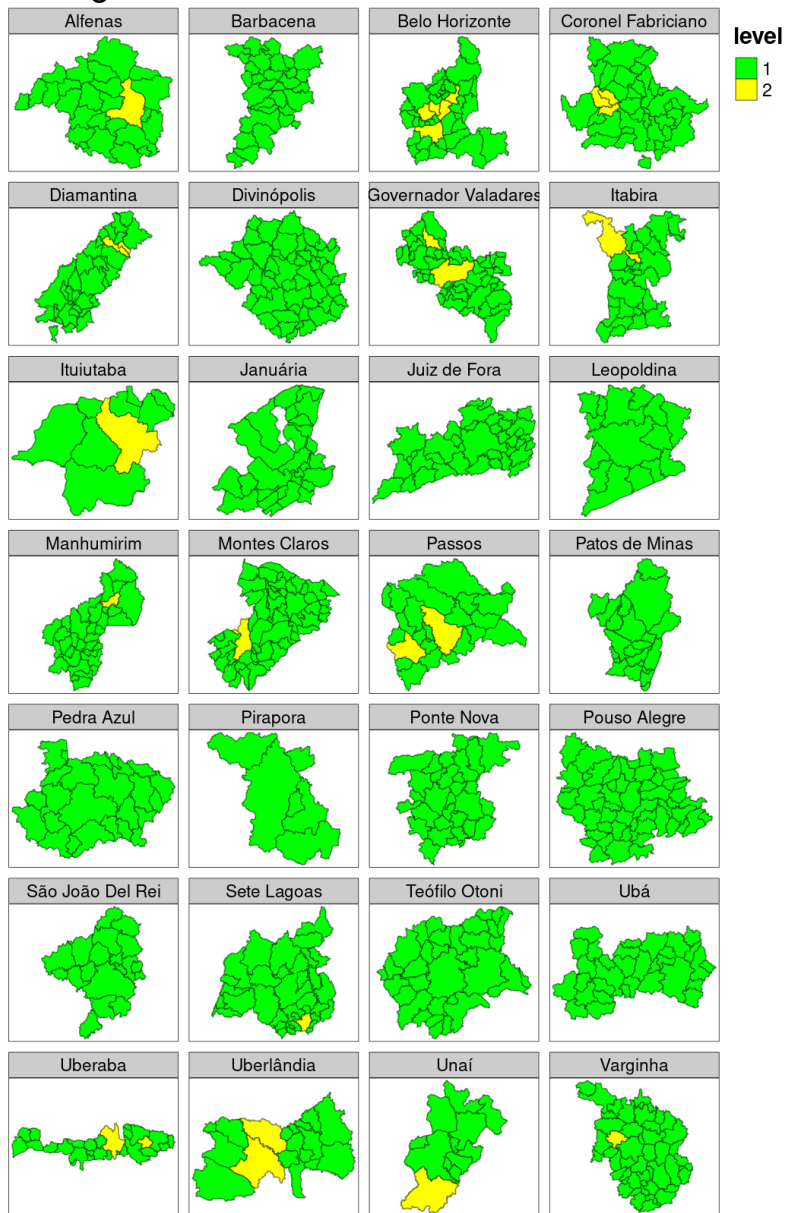 Alfenas
Barbacena
Belo Horizonte
Coronel Fabriciano
level
1
2
Diamantina
Divinópolis
Governador Valadares
Itabira
Ituiutaba
Januária
Juiz de Fora
Leopoldina
Manhumirim
Montes Claros
Passos
Patos de Minas
Pedra Azul
Pirapora
Ponte Nova
Pouso Alegre
São João Del Rei
Sete Lagoas
Teófilo Otoni
Ubá
Uberaba
Uberlândia
Unaí
Varginha